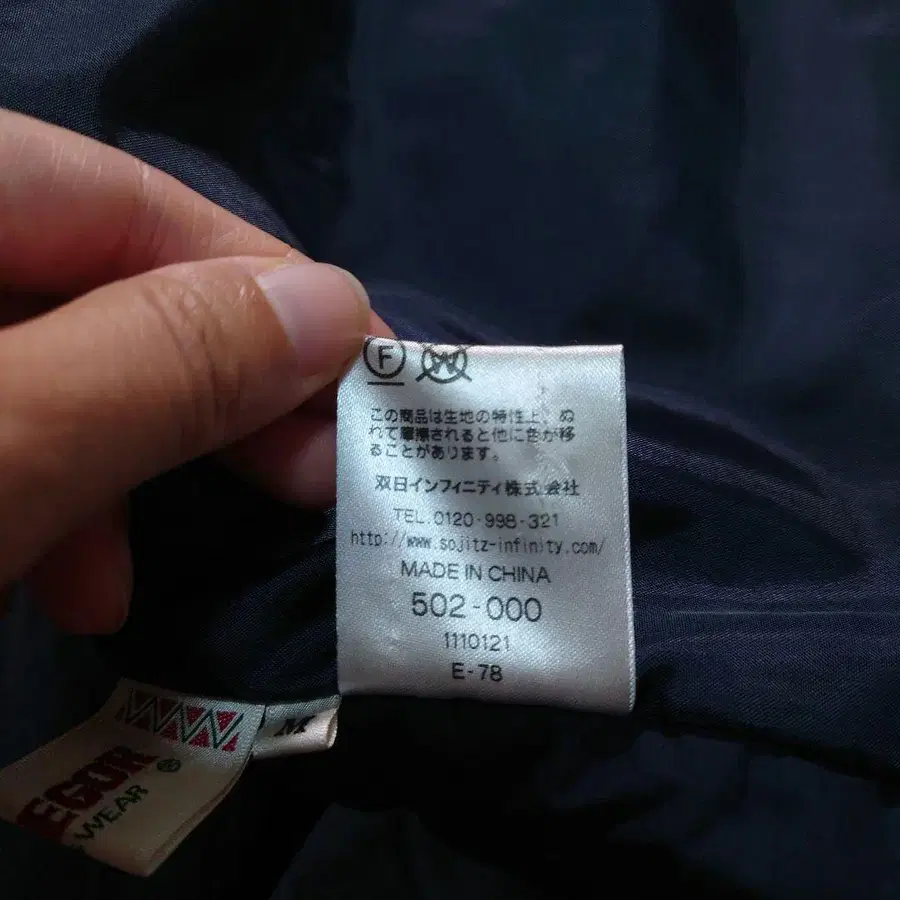 F W
この商品は生地の特性上、ぬ
れて摩擦されると他に色が移
ることがあります。
双日インフィニティ株式会社
TEL.0120-998-321
http://www.sojitz-infinity.com/
MADE IN CHINA
502-000
1110121
E-78
M
EGOR®
WEAR